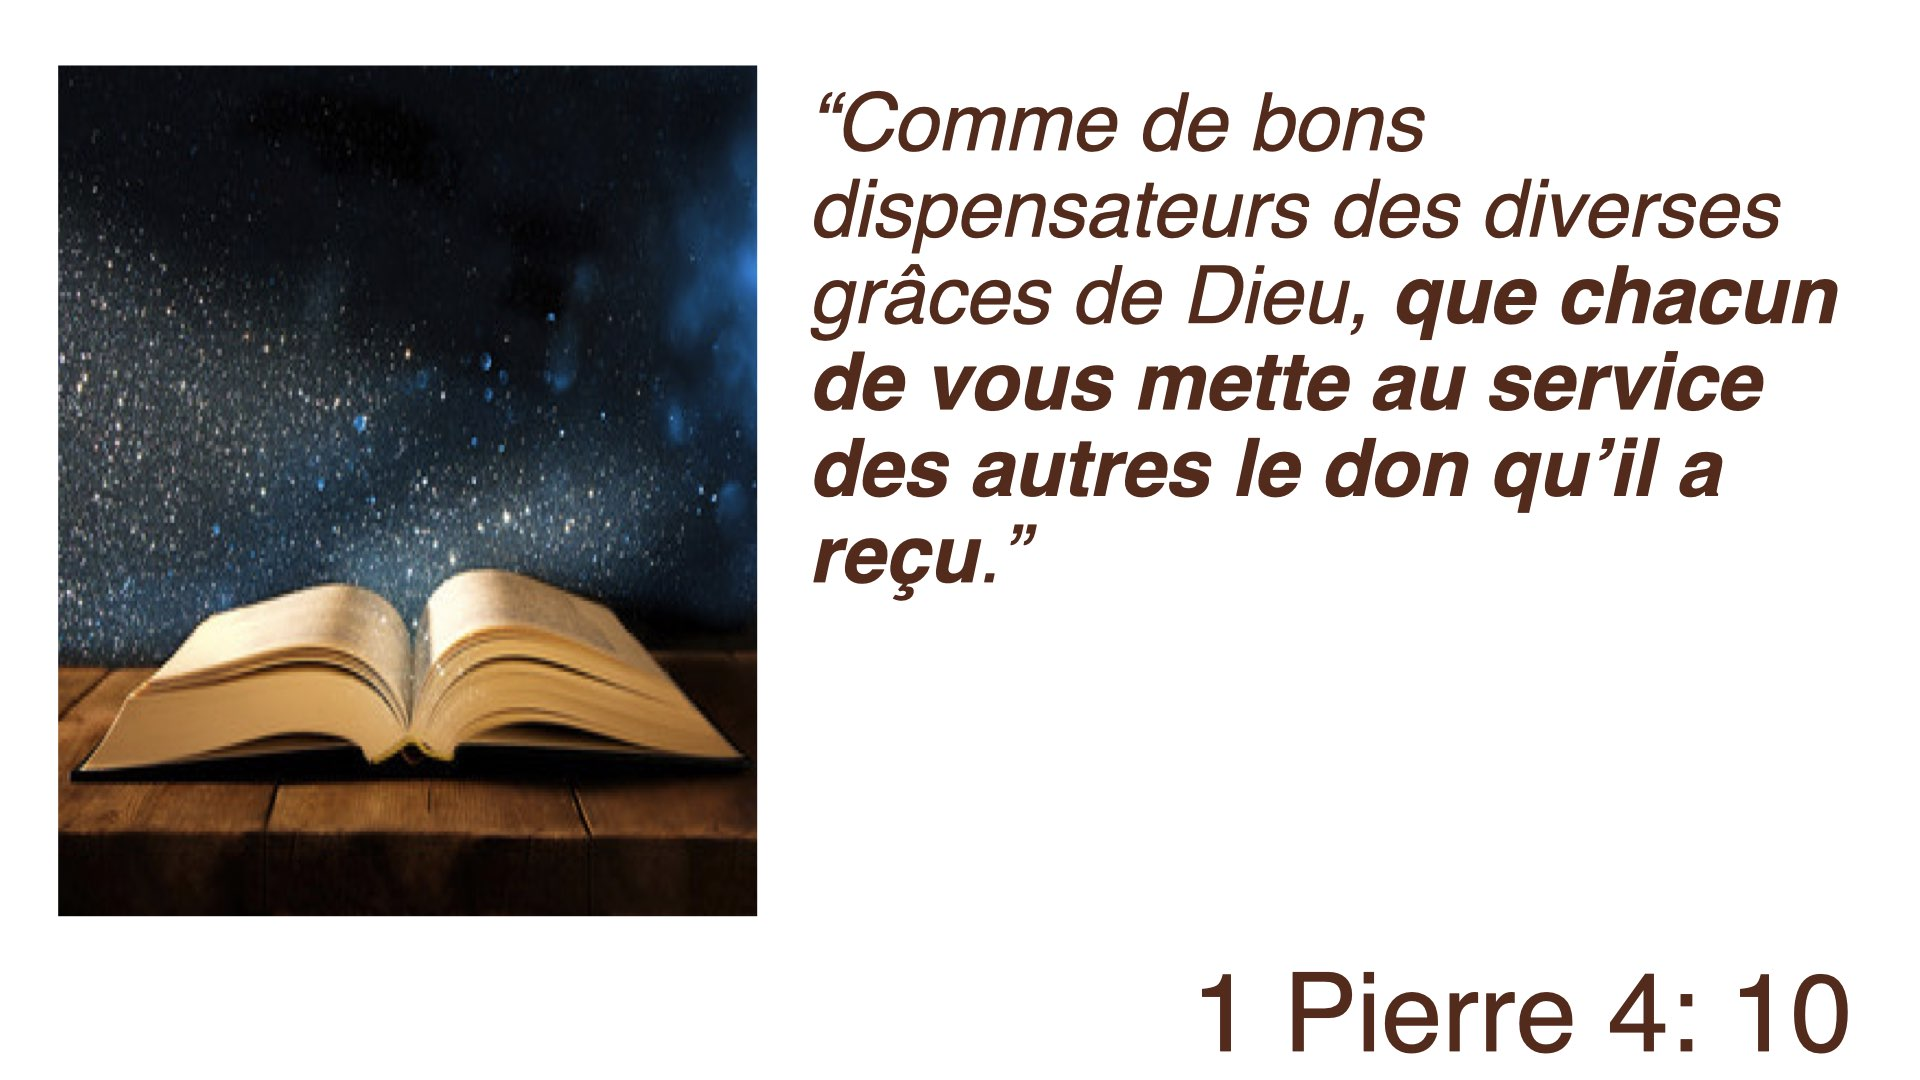 “Comme de bons
dispensateurs des diverses
grâces de Dieu, que chacun
de vous mette au service
des autres le don qu’il a
reçu.”
1 Pierre 4: 10